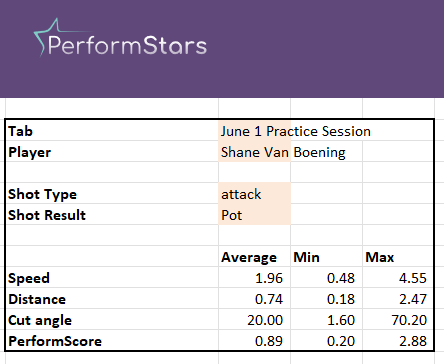 PerformStars
Tab June 1 Practice Session
Player Shane Van Boening
Shot Type attack
Shot Result Pot
Average Min Max
Speed 1.96 0.48 4.55
Distance 0.74 0.18 2.47
Cut angle 20.00 1.60 70.20
PerformScore 0.89 0.20 2.88